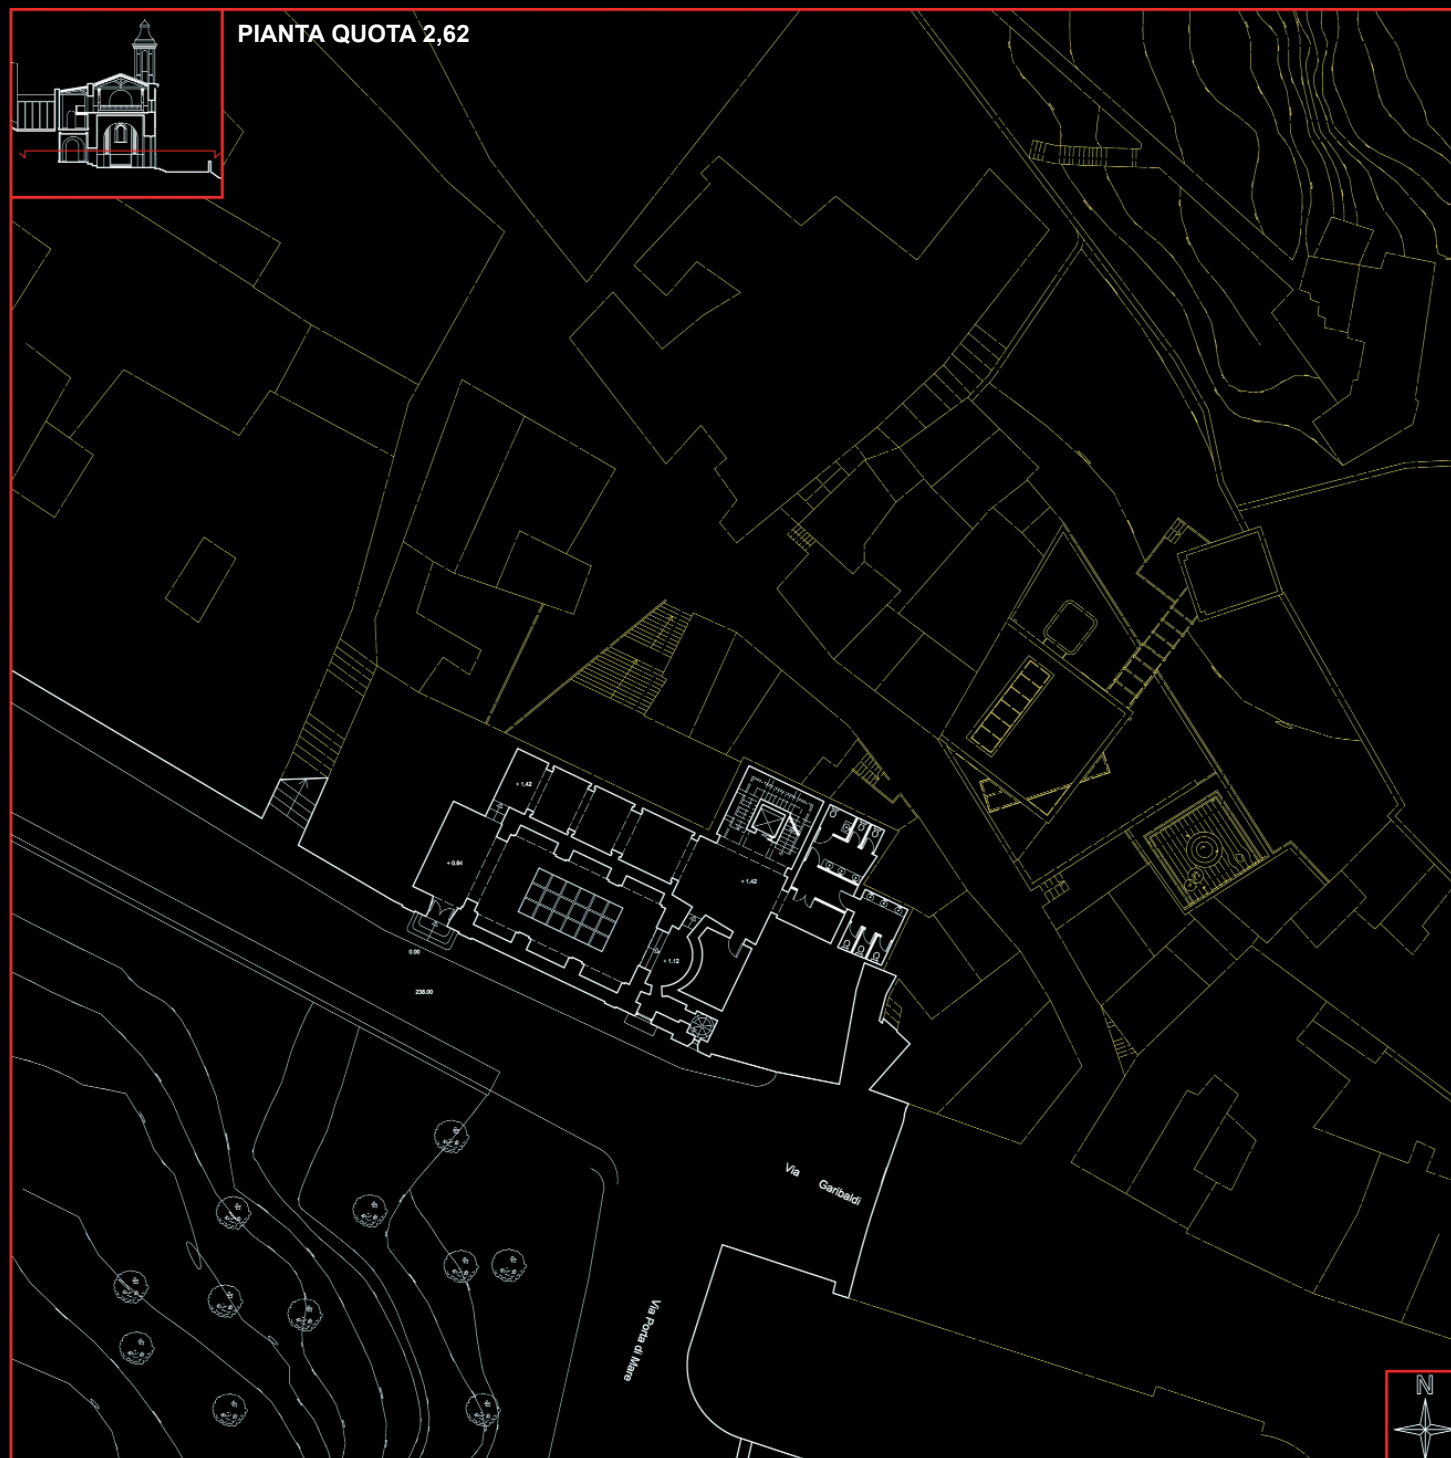 PIANTA QUOTA 2,62
+ 1.42
+ 0.64
+ 1.42
0.00
+ 1.12
238.00
Via Garibaldi
Via Porta di Mare
N